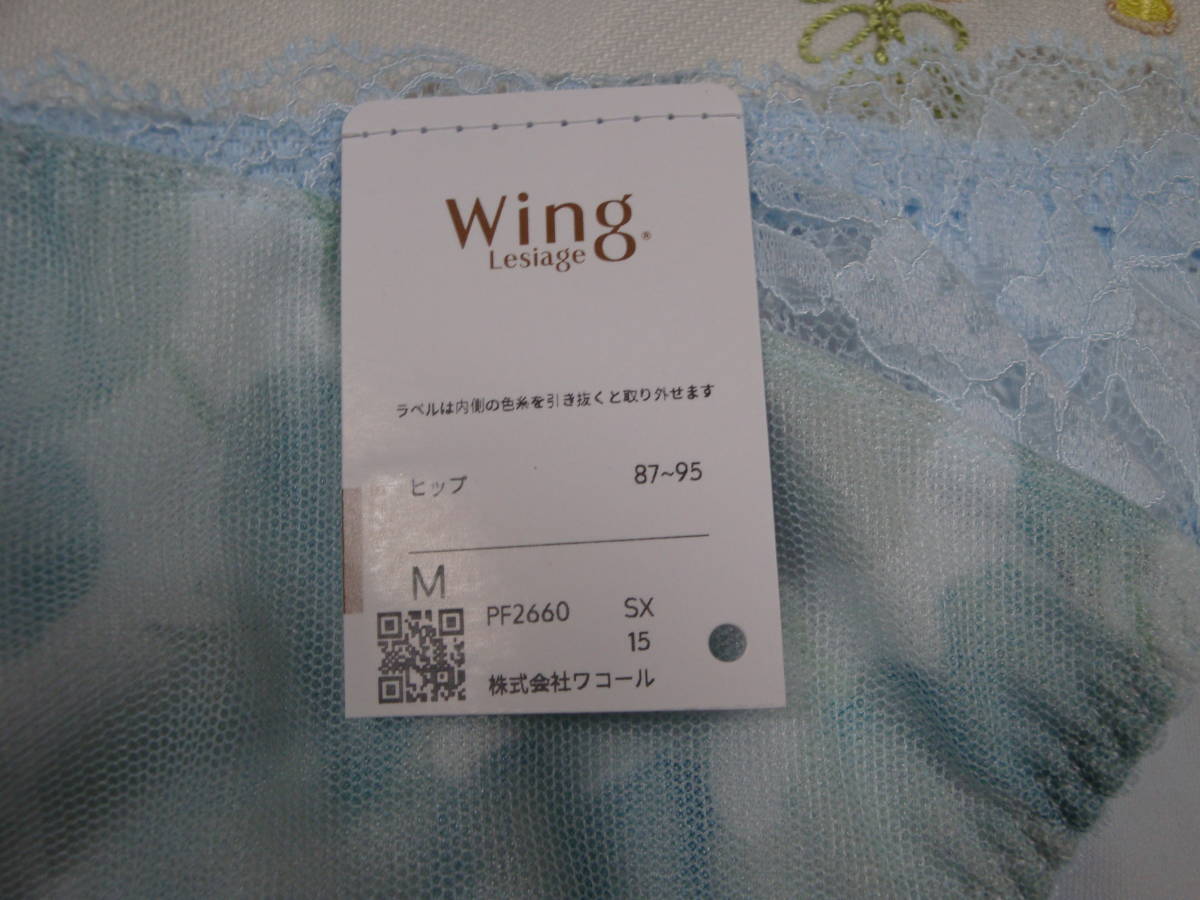 Wing®
Lesiage
ラベルは内側の色糸を引き抜くと取り外せます
ヒップ 87~95
M
PF2660 SX
15
株式会社ワコール